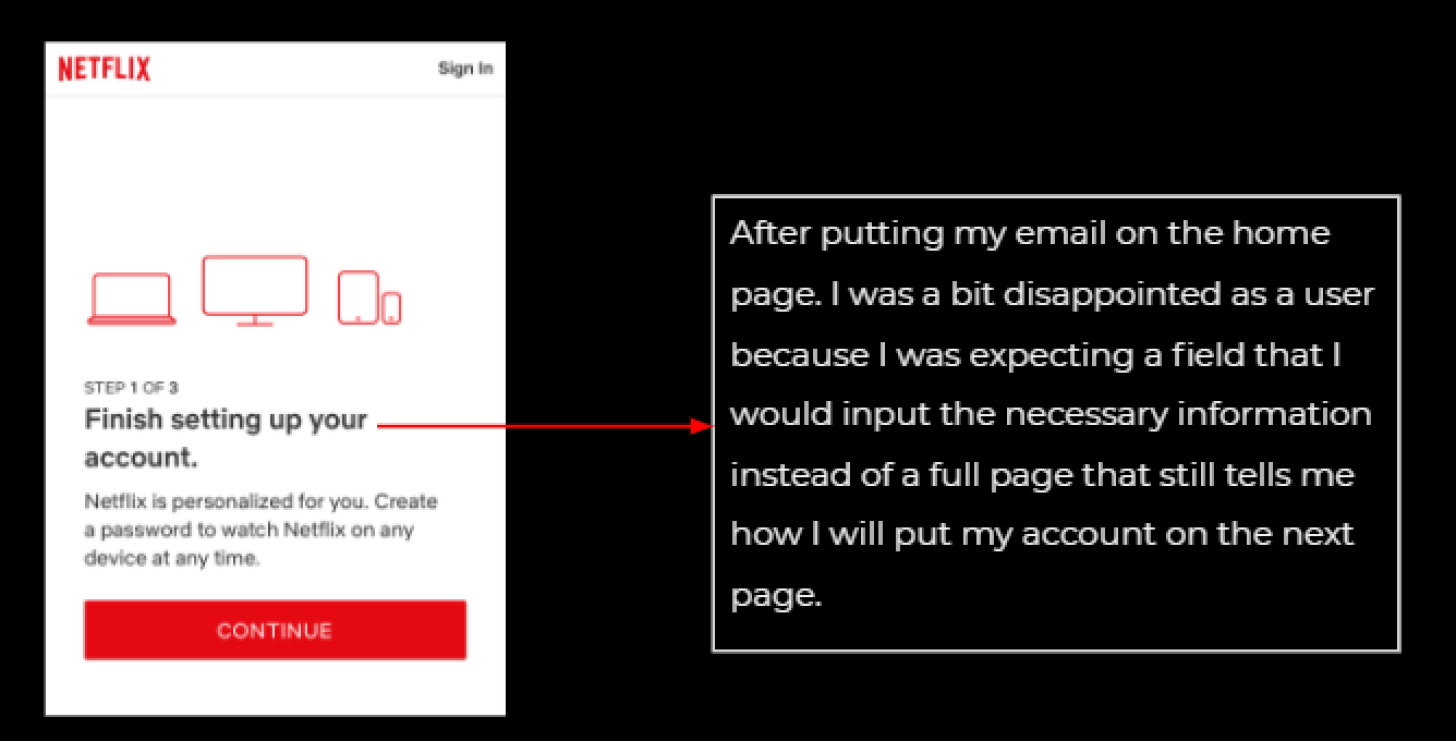 NETFLIX
Sign In
STEP 1 OF 3
Finish setting up your
account.
Netflix is personalized for you. Create
a password to watch Netflix on any
device at any time.
CONTINUE
After putting my email on the home
page. I was a bit disappointed as a user
because I was expecting a field that I
would input the necessary information
instead of a full page that still tells me
how I will put my account on the next
page.